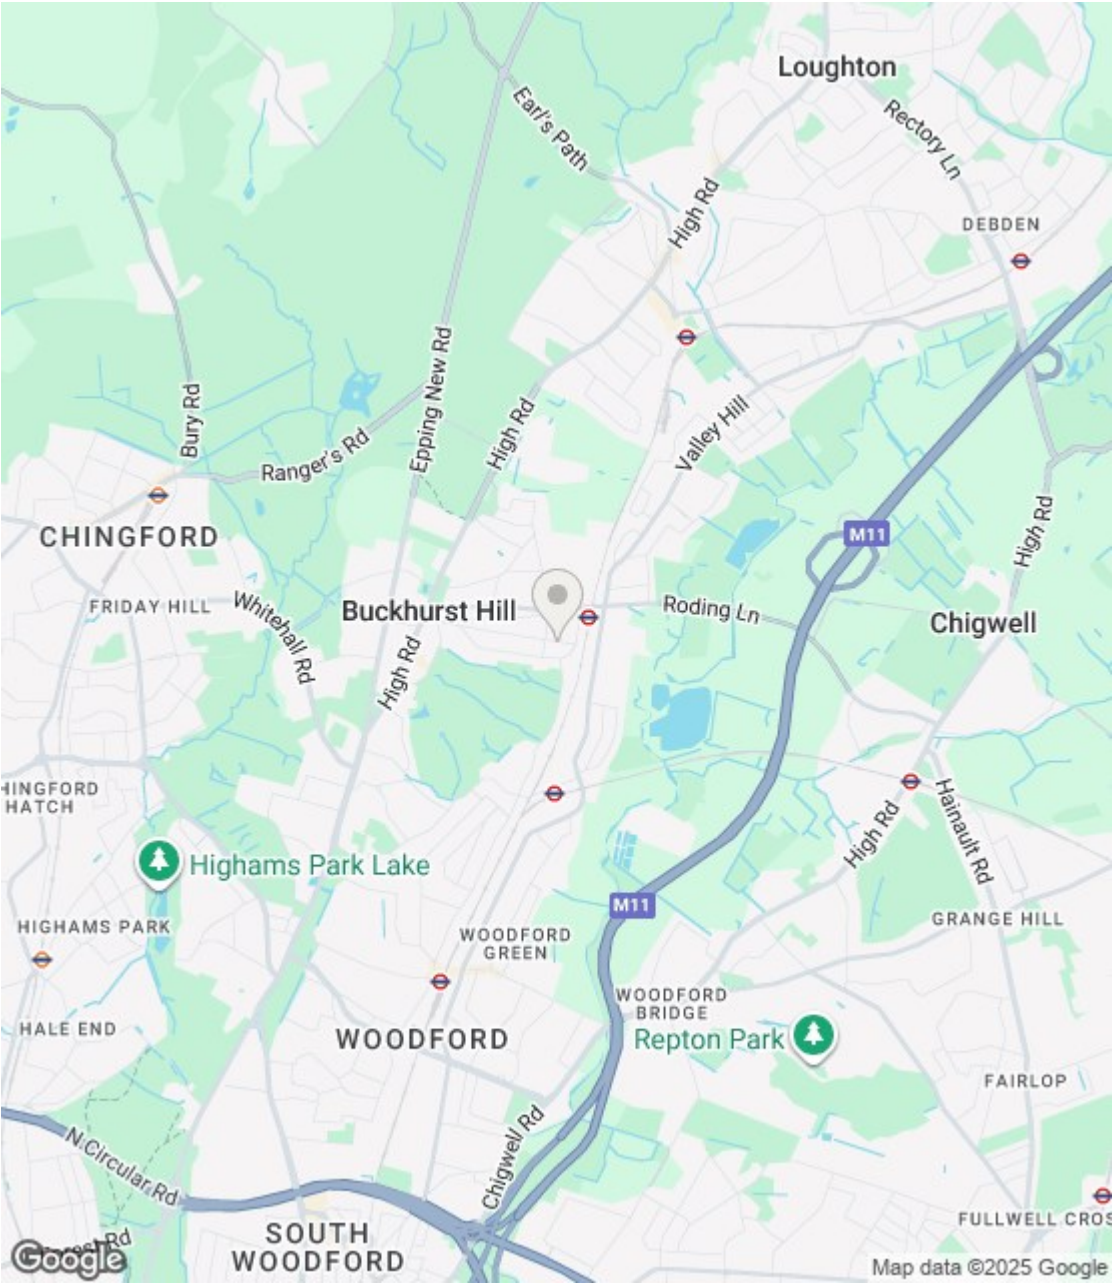 Loughton
Earl's Path
Rectory Ln
High Rd
DEBDEN
Epping New Rd
Bury Rd
High Rd
Valley Hill
Ranger's Rd
High Rd
CHINGFORD
M11
FRIDAY HILL
Whitehall Rd
Buckhurst Hill
Roding Ln
Chigwell
High Rd
HINGFORD
HATCH
Hainault Rd
High Rd
Highams Park Lake
M11
HIGHAMS PARK
GRANGE HILL
WOODFORD
GREEN
WOODFORD
BRIDGE
HALE END
WOODFORD
Repton Park
FAIRLOP
N Circular Rd
Chigwell Rd
FULLWELL CROS
SOUTH
WOODFORD
Rd
Google
Map data ©2025 Google